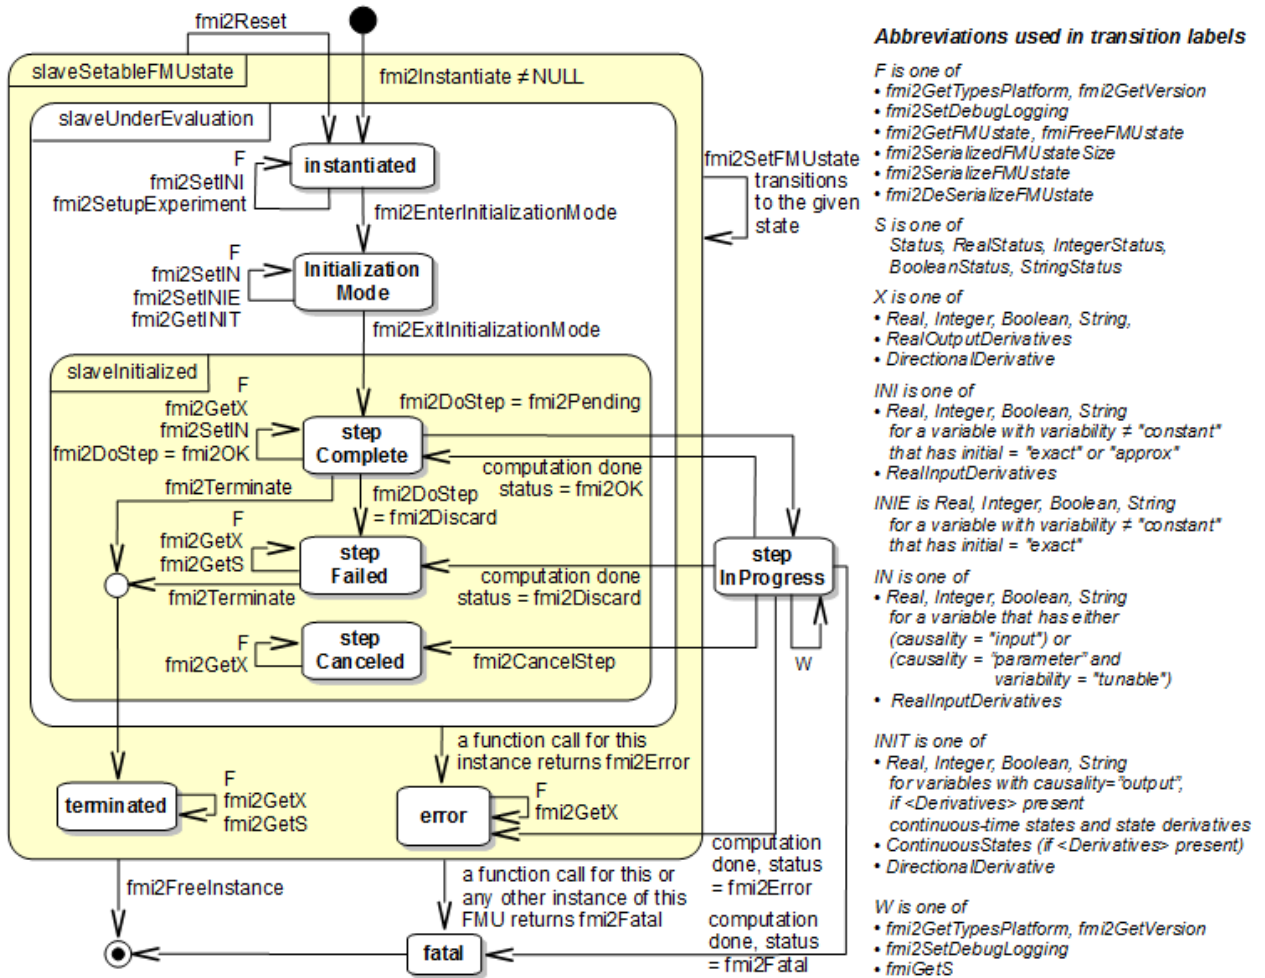 fmi2Reset
slaveSetableFMUstate
fmi2Instantiate ≠ NULL
slaveUnderEvaluation
F
fmi2SetINI
fmi2SetupExperiment
instantiated
fmi2EnterInitializationMode
fmi2SetFMUstate
transitions
to the given
state
F
fmi2SetIN
fmi2SetINIE
fmi2GetINIT
Initialization
Mode
fmi2ExitInitializationMode
slaveInitialized
F
fmi2GetX
fmi2SetIN
fmi2DoStep = fmi2OK
step
Complete
fmi2DoStep = fmi2Pending
computation done
status = fmi2OK
fmi2Terminate
fmi2DoStep
= fmi2Discard
F
fmi2GetX
fmi2GetS
step
Failed
fmi2Terminate
computation done
status = fmi2Discard
step
InProgress
W
F
fmi2GetX
step
Canceled
fmi2CancelStep
a function call for this
instance returns fmi2Error
terminated
F
fmi2GetX
fmi2GetS
error
F
fmi2GetX
computation
done, status
= fmi2Error
fmi2FreeInstance
a function call for this or
any other instance of this
FMU returns fmi2Fatal
computation
done, status
= fmi2Fatal
fatal
Abbreviations used in transition labels
F is one of
• fmi2GetTypesPlatform, fmi2GetVersion
• fmi2SetDebugLogging
• fmi2GetFMUstate, fmiFreeFMUstate
• fmi2SerializedFMUstateSize
• fmi2SerializeFMUstate
• fmi2DeSerializeFMUstate
S is one of
Status, RealStatus, IntegerStatus,
BooleanStatus, StringStatus
X is one of
• Real, Integer, Boolean, String,
• RealOutputDerivatives
• DirectionalDerivative
INI is one of
• Real, Integer, Boolean, String
for a variable with variability ≠ "constant"
that has initial = "exact" or "approx"
• RealInputDerivatives
INIE is Real, Integer, Boolean, String
for a variable with variability ≠ "constant"
that has initial = "exact"
IN is one of
• Real, Integer, Boolean, String
for a variable that has either
(causality = "input") or
(causality = "parameter" and
variability = "tunable")
• RealInputDerivatives
INIT is one of
• Real, Integer, Boolean, String
for variables with causality="output",
if <Derivatives> present
continuous-time states and state derivatives
• ContinuousStates (if <Derivatives> present)
• DirectionalDerivative
W is one of
• fmi2GetTypesPlatform, fmi2GetVersion
• fmi2SetDebugLogging
• fmiGetS